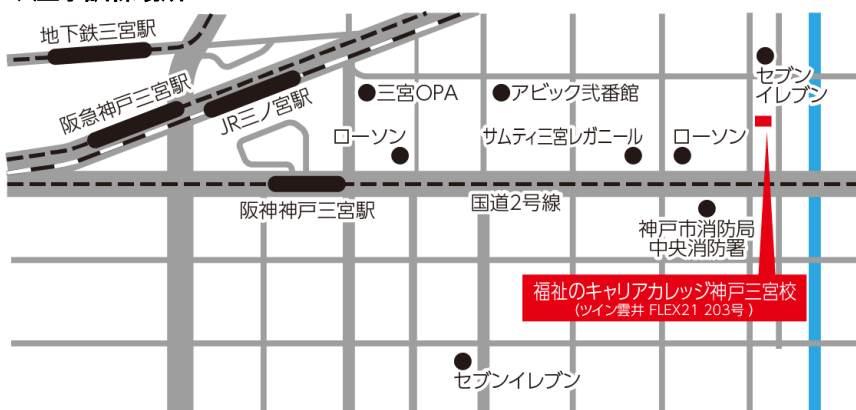 地下鉄三宮駅
阪急神戸三宮駅
JR三ノ宮駅
三宮OPA
アビック弐番館
セブン
イレブン
ローソン
サムティ三宮レガニール
ローソン
阪神神戸三宮駅
国道2号線
神戸市消防局
中央消防署
福祉のキャリアカレッジ神戸三宮校
(ツイン雲井 FLEX21 203号)
セブンイレブン